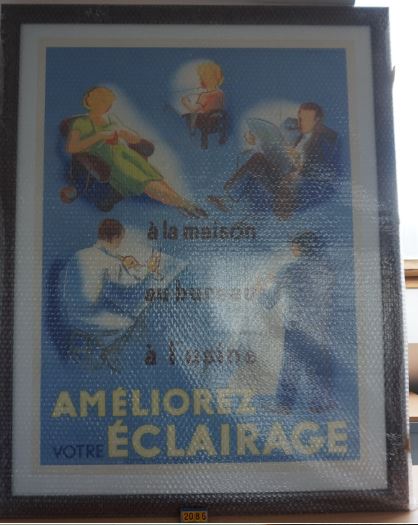 à la maison
au bureau
à l'usine
AMÉLIOREZ
VOTRE ÉCLAIRAGE
2086